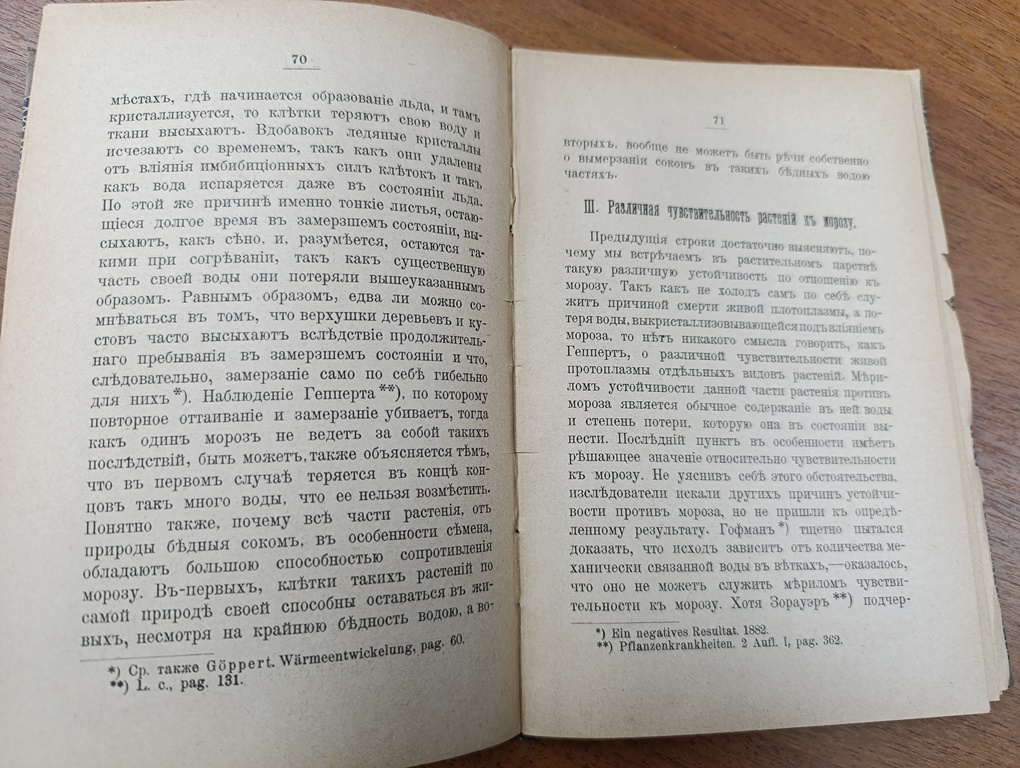 70
мѣстахъ, гдѣ начинается образованіе льда, и тамъ
кристаллизуется, то клѣтки теряютъ свою воду и
ткани высыхаютъ. Вдобавокъ ледяные кристаллы
исчезаютъ со временемъ, такъ какъ они удалены
отъ вліянія имбибиціонныхъ силъ клѣтокъ и такъ
какъ вода испаряется даже въ состояніи льда.
По этой же причинѣ именно тонкіе листья, остаю-
щіеся долгое время въ замерзшемъ состояніи, вы-
сыхаютъ, какъ сѣно, и, разумѣется, остаются та-
кими при согрѣваніи, такъ какъ существенную
часть своей воды они потеряли вышеуказаннымъ
образомъ. Равнымъ образомъ, едва ли можно со-
мнѣваться въ томъ, что верхушки деревьевъ и ку-
стовъ часто высыхаютъ вслѣдствіе продолжитель-
наго пребыванія въ замерзшемъ состояніи и что,
слѣдовательно, замерзаніе само по себѣ гибельно
для нихъ*). Наблюденіе Гепперта**), по которому
повторное оттаиваніе и замерзаніе убиваетъ, тогда
какъ одинъ морозъ не ведетъ за собой такихъ
послѣдствій, быть можетъ, также объясняется тѣмъ,
что въ первомъ случаѣ теряется въ концѣ кон-
цовъ такъ много воды, что ее нельзя возмѣстить.
Понятно также, почему всѣ части растенія, отъ
природы бѣдныя сокомъ, въ особенности сѣмена,
обладаютъ большою способностью сопротивленія
морозу. Въ-первыхъ, клѣтки такихъ растеній по
самой природѣ своей способны оставаться въ жи-
выхъ, несмотря на крайнюю бѣдность водою, а во-
*) Ср. также Göppert. Wärmeentwickelung, pag. 60.
**) L. c., pag. 131.
71
вторыхъ, вообще не можетъ быть рѣчи собственно
о вымерзаніи соковъ въ такихъ бѣдныхъ водою
частяхъ.
III. Различная чувствительность растеній къ морозу.
Предыдущія строки достаточно выясняютъ, по-
чему мы встрѣчаемъ въ растительномъ царствѣ
такую различную устойчивость по отношенію къ
морозу. Такъ какъ не холодъ самъ по себѣ слу-
житъ причиной смерти живой плотоплазмы, а по-
теря воды, выкристаллизовывающейся подъ вліяніемъ
мороза, то нѣтъ никакого смысла говорить, какъ
Геппертъ, о различной чувствительности живой
протоплазмы отдѣльныхъ видовъ растеній. Мѣри-
ломъ устойчивости данной части растенія противъ
мороза является обычное содержаніе въ ней воды
и степень потери, которую она въ состояніи вы-
нести. Послѣдній пунктъ въ особенности имѣетъ
рѣшающее значеніе относительно чувствительности
къ морозу. Не уяснивъ себѣ этого обстоятельства,
изслѣдователи искали другихъ причинъ устойчи-
вости противъ мороза, но не пришли къ опредѣ-
ленному результату. Гофманъ*) тщетно пытался
доказать, что исходъ зависитъ отъ количества ме-
ханически связанной воды въ вѣткахъ,—оказалось,
что оно не можетъ служить мѣриломъ чувстви-
тельности къ морозу. Хотя Зорауэръ**) подчер-
*) Ein negatives Resultat. 1882.
**) Pflanzenkrankheiten. 2 Aufl. I, pag. 362.